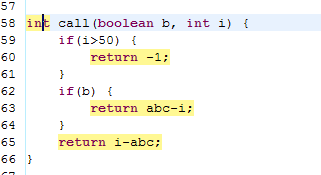 57
58 int call(boolean b, int i) {
59     if(i>50) {
60         return -1;
61     }
62     if(b) {
63         return abc-i;
64     }
65     return i-abc;
66 }